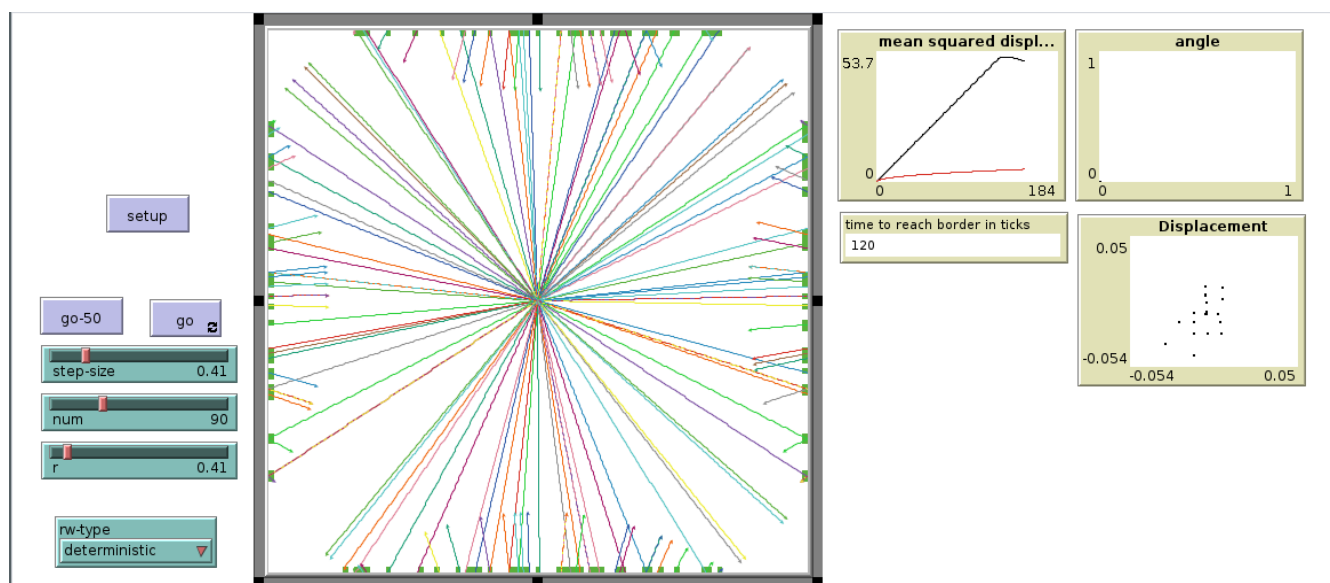 setup
go-50
go
step-size 0.41
num 90
r 0.41
rw-type
deterministic
mean squared displ...
53.7
0
0 184
angle
1
0
0 1
time to reach border in ticks
120
Displacement
0.05
-0.054
-0.054 0.05